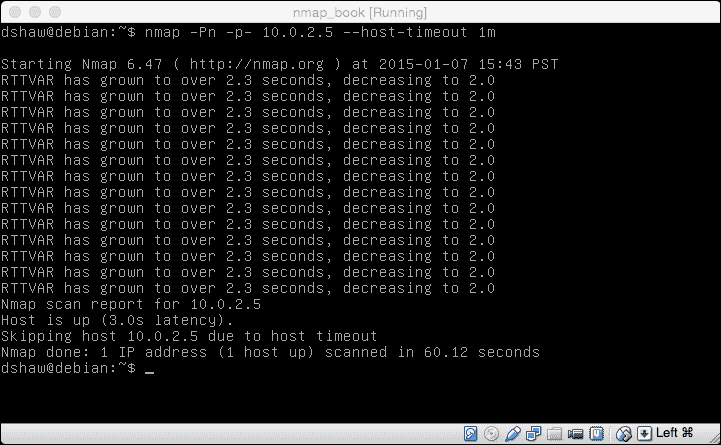 nmap_book [Running]
dshaw@debian:~$ nmap -Pn -p- 10.0.2.5 --host-timeout 1m
Starting Nmap 6.47 ( http://nmap.org ) at 2015-01-07 15:43 PST
RTTVAR has grown to over 2.3 seconds, decreasing to 2.0
RTTVAR has grown to over 2.3 seconds, decreasing to 2.0
RTTVAR has grown to over 2.3 seconds, decreasing to 2.0
RTTVAR has grown to over 2.3 seconds, decreasing to 2.0
RTTVAR has grown to over 2.3 seconds, decreasing to 2.0
RTTVAR has grown to over 2.3 seconds, decreasing to 2.0
RTTVAR has grown to over 2.3 seconds, decreasing to 2.0
RTTVAR has grown to over 2.3 seconds, decreasing to 2.0
RTTVAR has grown to over 2.3 seconds, decreasing to 2.0
RTTVAR has grown to over 2.3 seconds, decreasing to 2.0
RTTVAR has grown to over 2.3 seconds, decreasing to 2.0
RTTVAR has grown to over 2.3 seconds, decreasing to 2.0
RTTVAR has grown to over 2.3 seconds, decreasing to 2.0
RTTVAR has grown to over 2.3 seconds, decreasing to 2.0
Nmap scan report for 10.0.2.5
Host is up (3.0s latency).
Skipping host 10.0.2.5 due to host timeout
Nmap done: 1 IP address (1 host up) scanned in 60.12 seconds
dshaw@debian:~$ _
Left ⌘